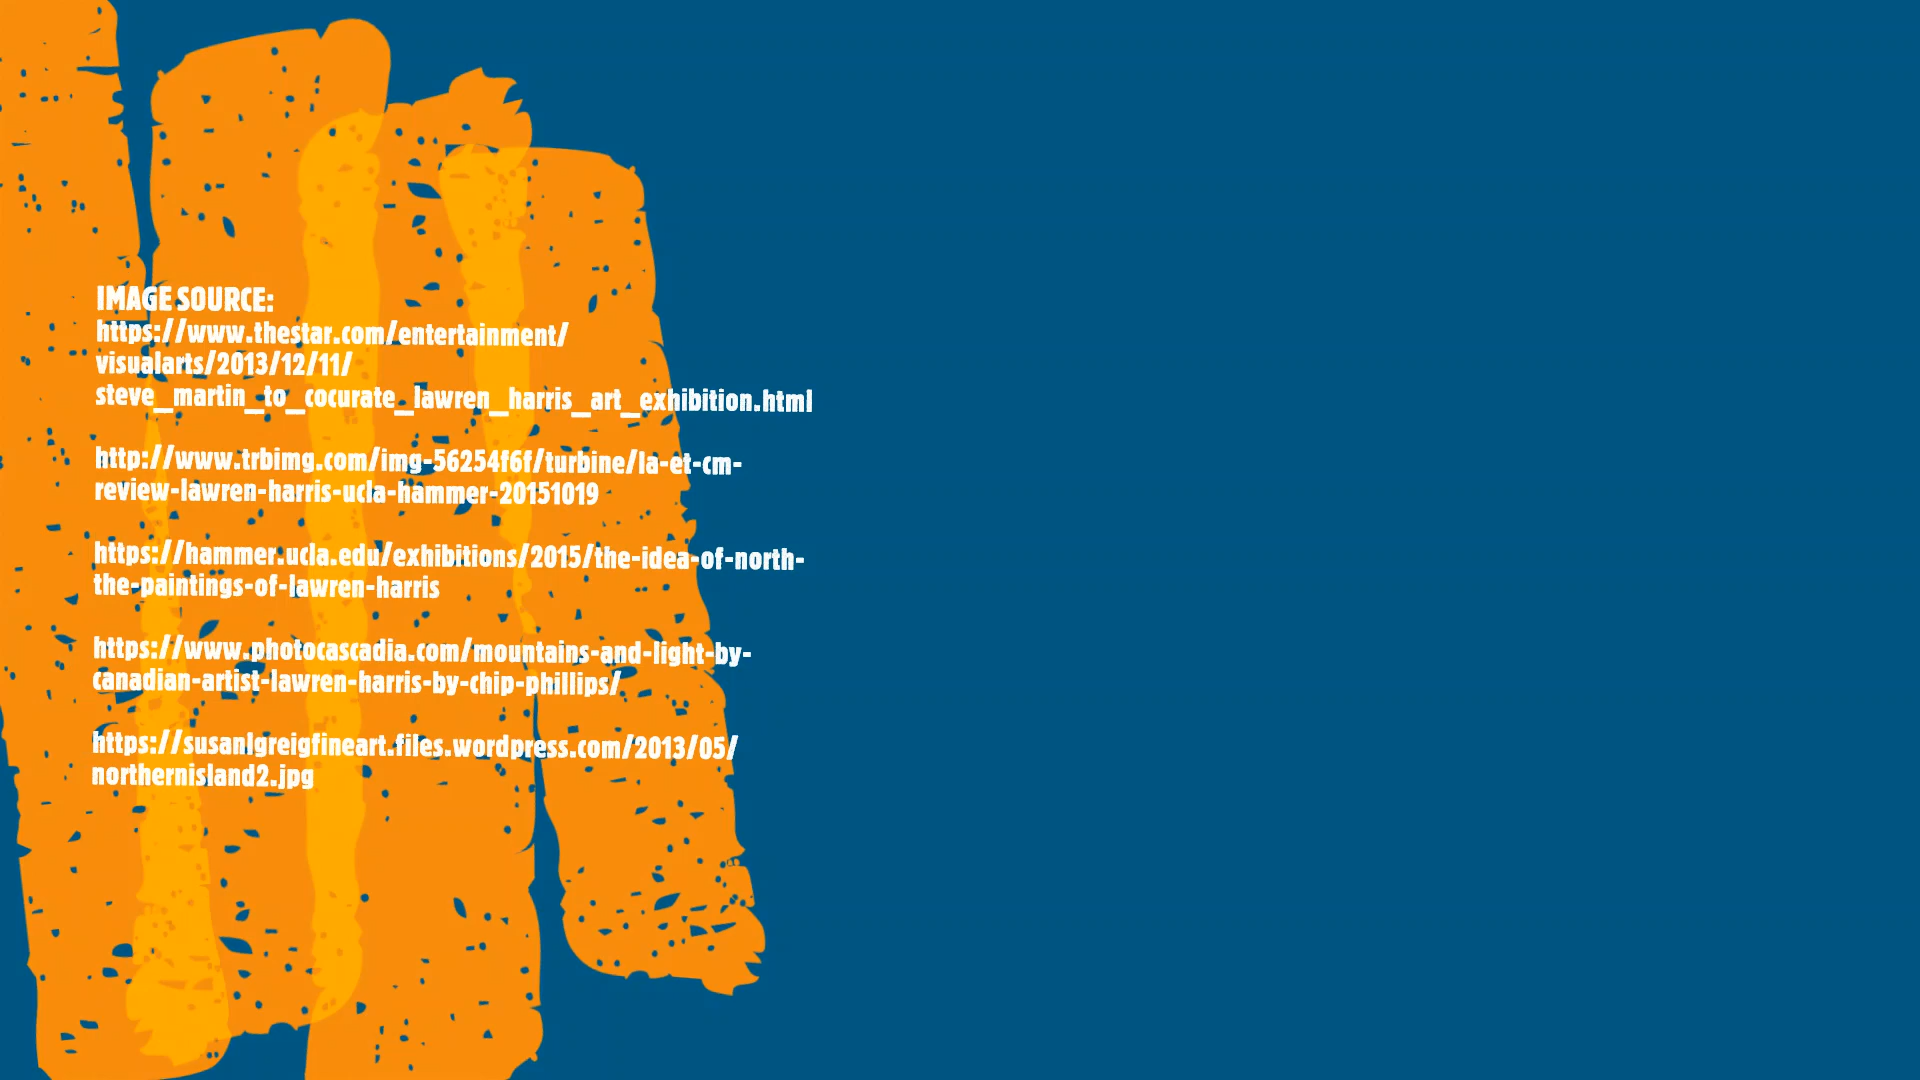 IMAGE SOURCE:
https://www.thestar.com/entertainment/
visualarts/2013/12/11/
steve_martin_to_cocurate_lawren_harris_art_exhibition.html
http://www.trbimg.com/img-56254f6f/turbine/la-et-cm-
review-lawren-harris-ucla-hammer-20151019
https://hammer.ucla.edu/exhibitions/2015/the-idea-of-north-
the-paintings-of-lawren-harris
https://www.photocascadia.com/mountains-and-light-by-
canadian-artist-lawren-harris-by-chip-phillips/
https://susanlgreigfineart.files.wordpress.com/2013/05/
northernisland2.jpg